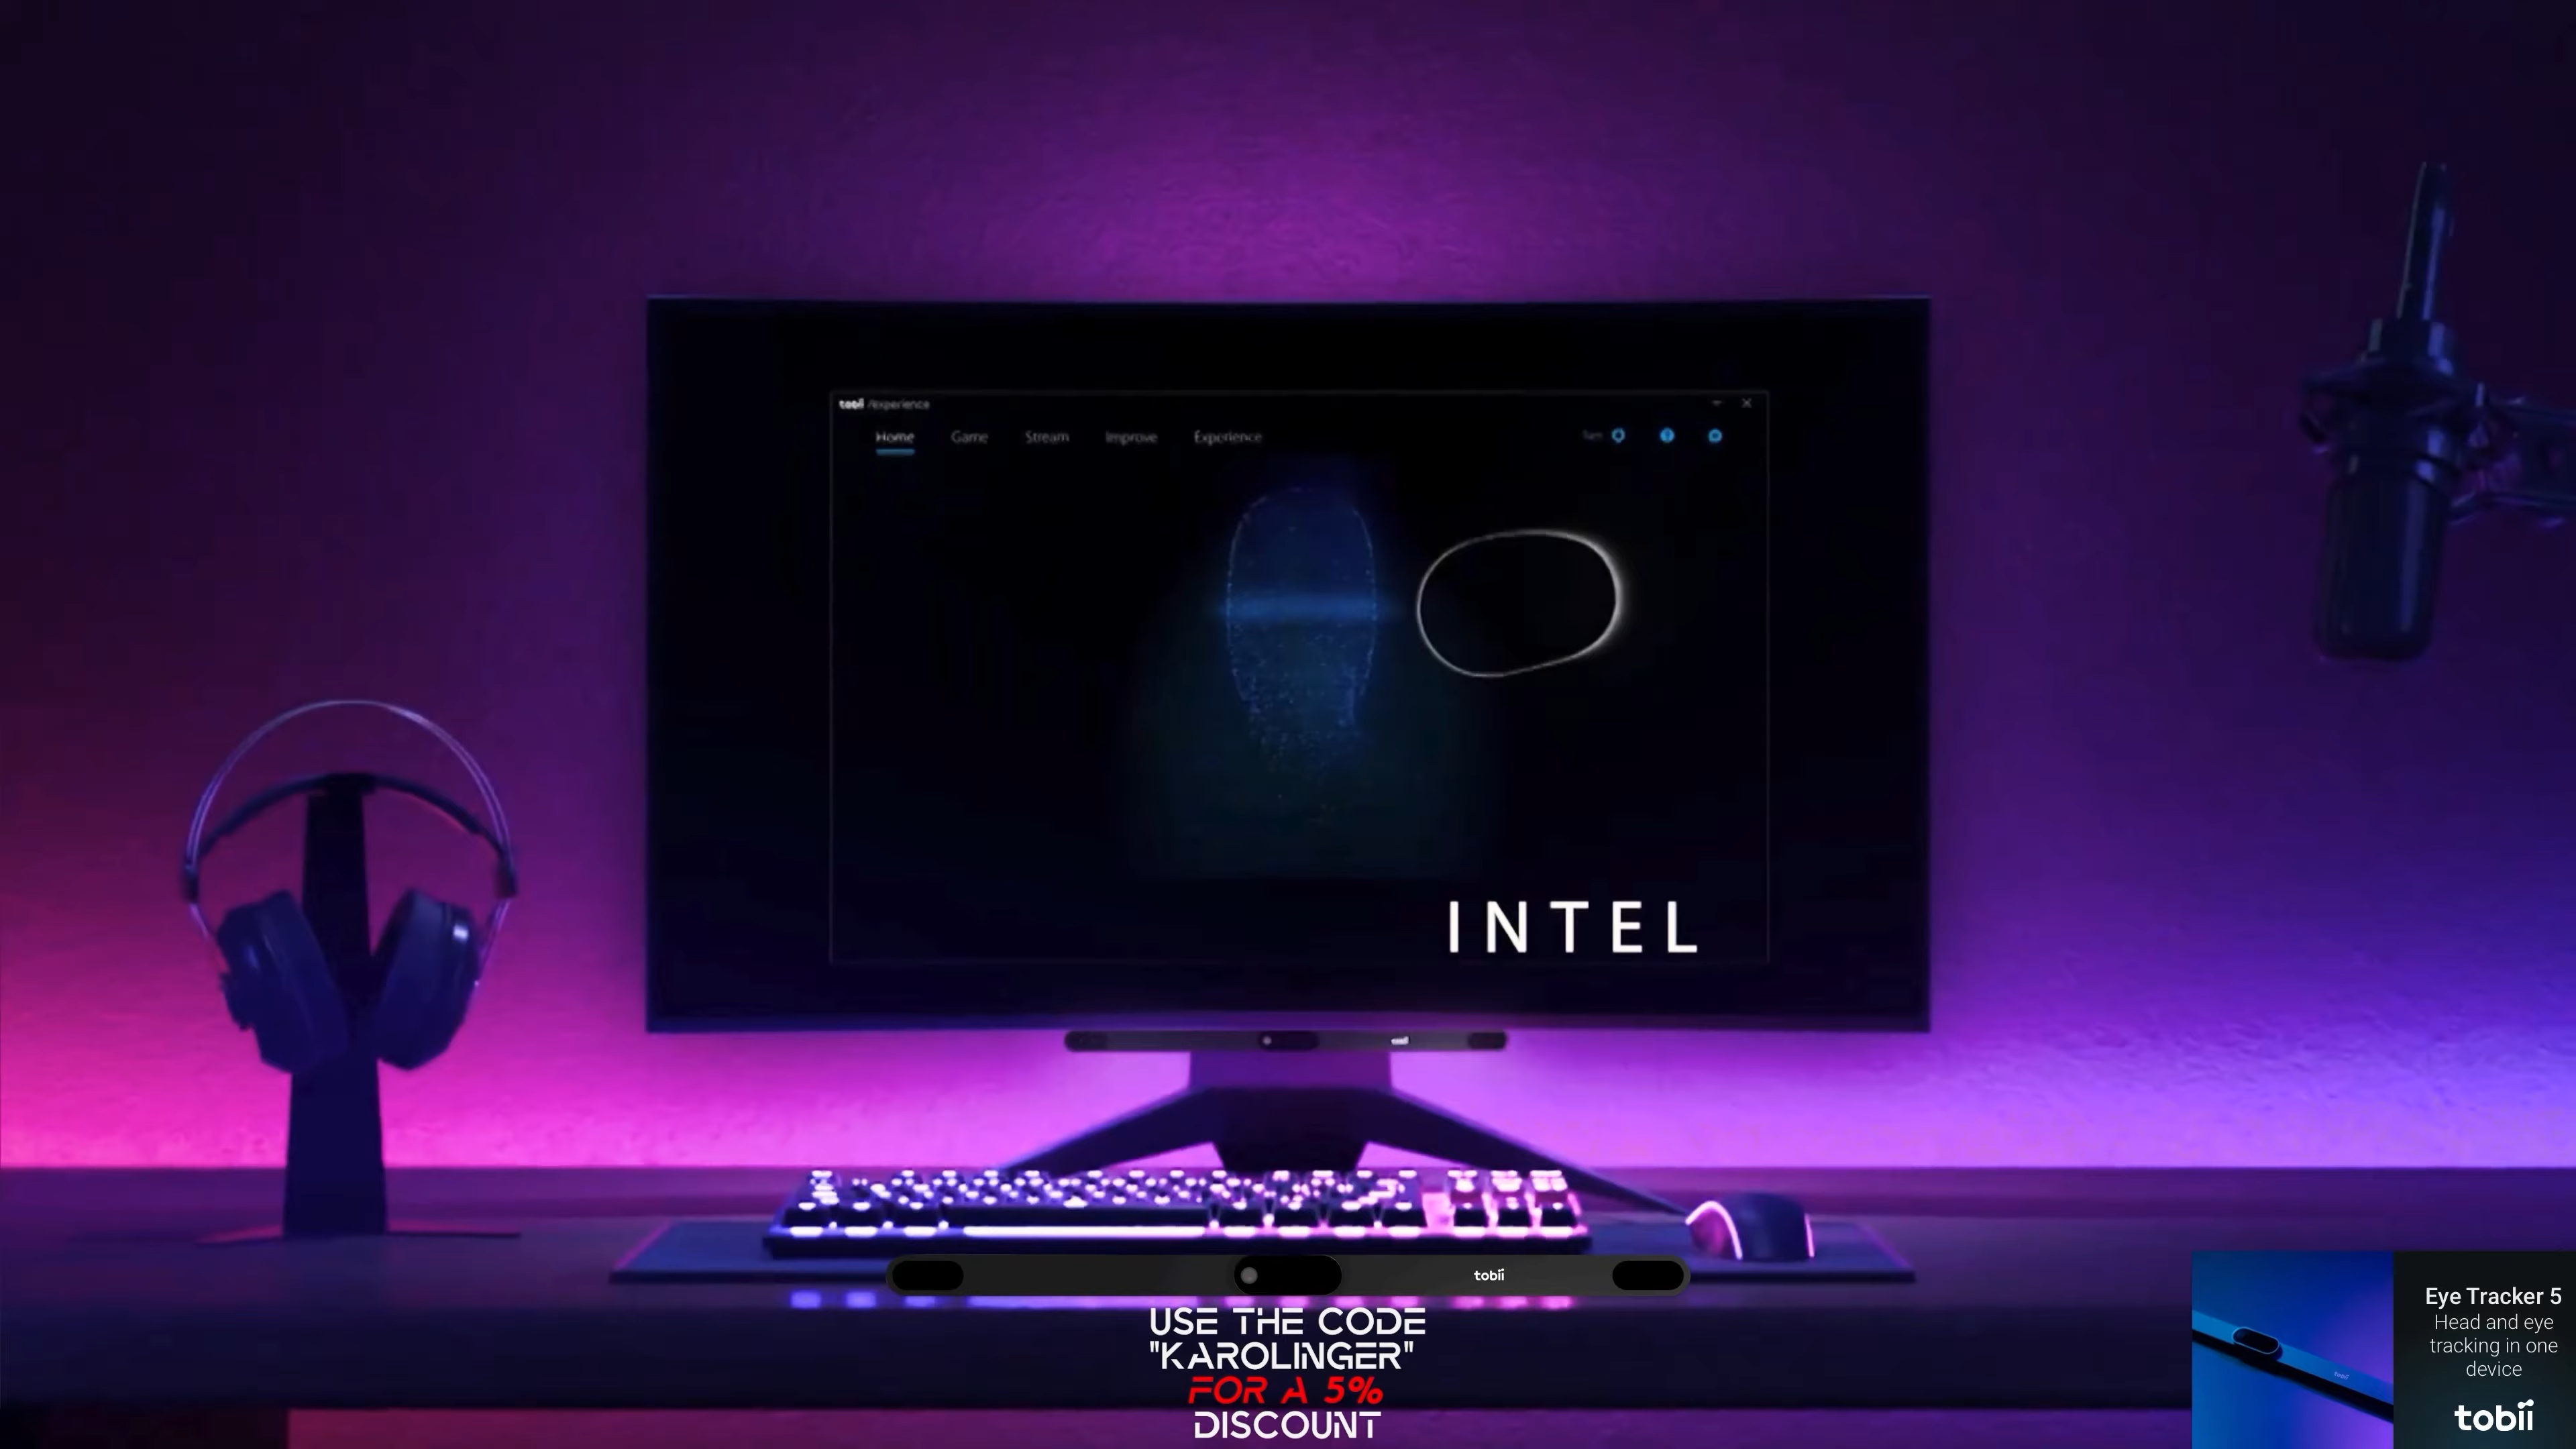 tobii /experience
Home Game Stream Improve Experience
INTEL
tobii
USE THE CODE
"KAROLINGER"
FOR A 5%
DISCOUNT
Eye Tracker 5
Head and eye
tracking in one
device
tobii